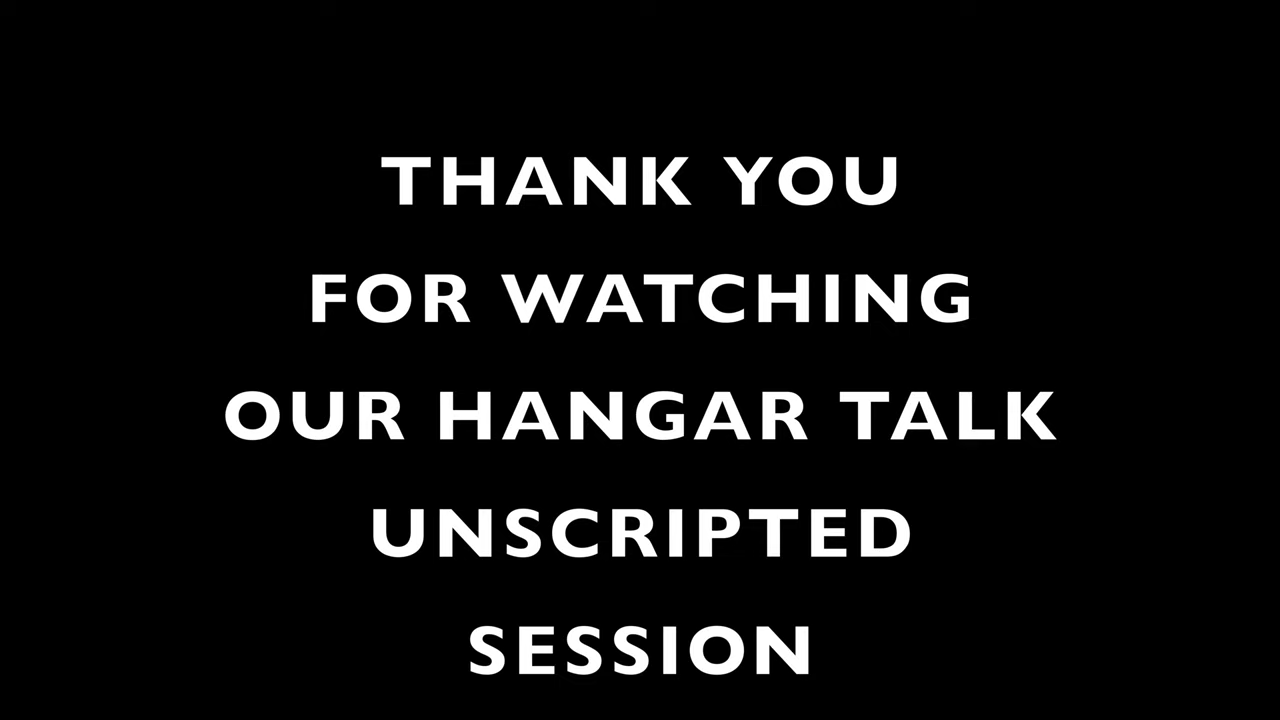 THANK YOU
FOR WATCHING
OUR HANGAR TALK
UNSCRIPTED
SESSION